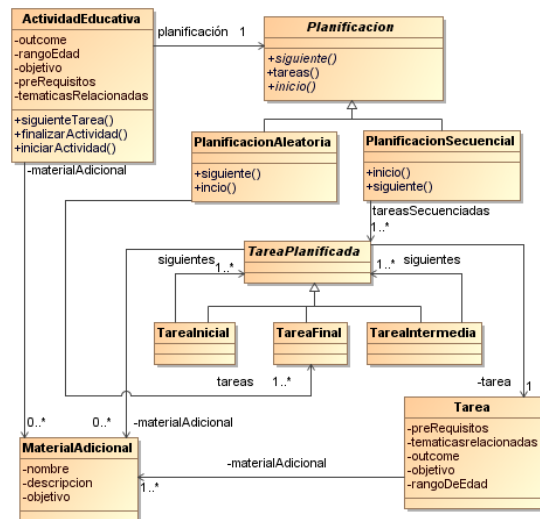 ActividadEducativa
-outcome
-rangoEdad
-objetivo
-preRequisitos
-tematicasRelacionadas
+siguienteTarea()
+finalizarActividad()
+iniciarActividad()
planificación 1
Planificacion
+siguiente()
+tareas()
+inicio()
-materialAdicional
PlanificacionAleatoria
+siguiente()
+incio()
PlanificacionSecuencial
+inicio()
+siguiente()
tareasSecuenciadas
1..*
TareaPlanificada
siguientes
1..*
1..*
siguientes
TareaInicial
TareaFinal
TareaIntermedia
tareas
1..*
-tarea
1
0..*
0..*
-materialAdicional
MaterialAdicional
-nombre
-descripcion
-objetivo
-materialAdicional
1..*
Tarea
-preRequisitos
-tematicasrelacionadas
-outcome
-objetivo
-rangoDeEdad